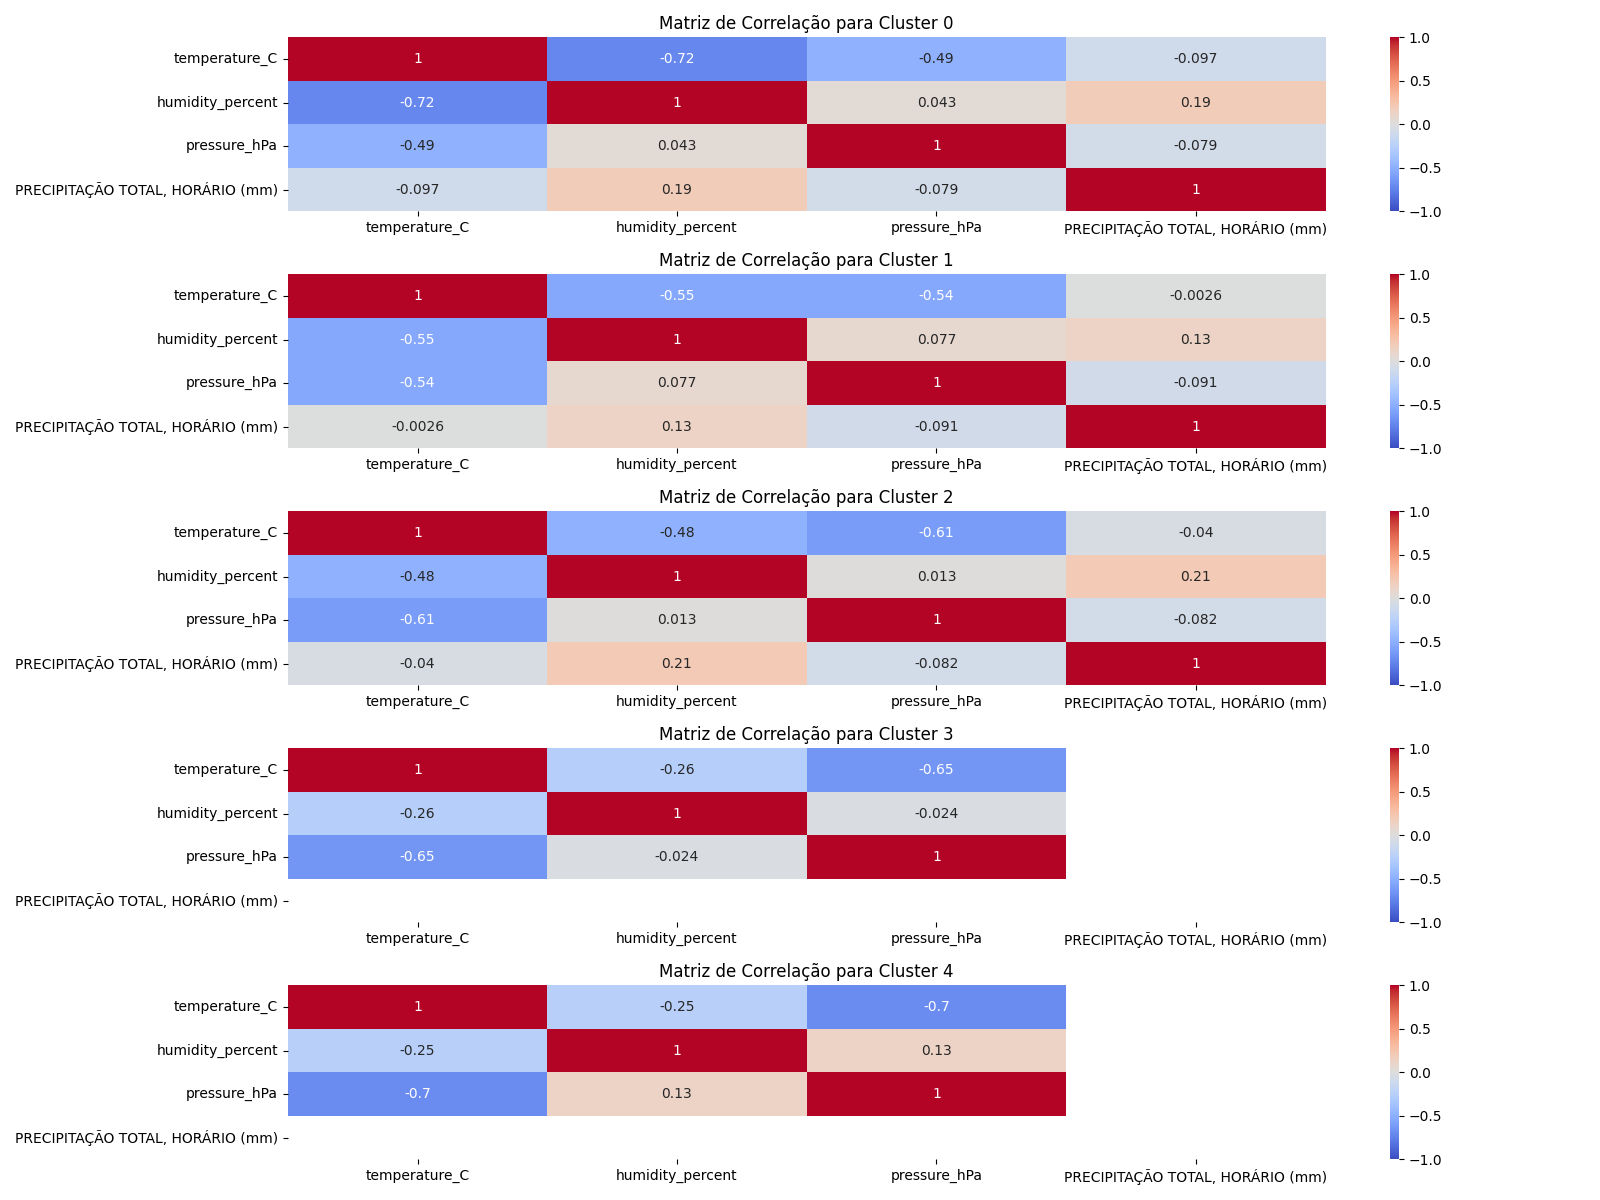 Matriz de Correlação para Cluster 0
temperature_C 1 -0.72 -0.49 -0.097
humidity_percent -0.72 1 0.043 0.19
pressure_hPa -0.49 0.043 1 -0.079
PRECIPITAÇÃO TOTAL, HORÁRIO (mm) -0.097 0.19 -0.079 1
temperature_C humidity_percent pressure_hPa PRECIPITAÇÃO TOTAL, HORÁRIO (mm)
1.0
0.5
0.0
−0.5
−1.0
Matriz de Correlação para Cluster 1
temperature_C 1 -0.55 -0.54 -0.0026
humidity_percent -0.55 1 0.077 0.13
pressure_hPa -0.54 0.077 1 -0.091
PRECIPITAÇÃO TOTAL, HORÁRIO (mm) -0.0026 0.13 -0.091 1
temperature_C humidity_percent pressure_hPa PRECIPITAÇÃO TOTAL, HORÁRIO (mm)
1.0
0.5
0.0
−0.5
−1.0
Matriz de Correlação para Cluster 2
temperature_C 1 -0.48 -0.61 -0.04
humidity_percent -0.48 1 0.013 0.21
pressure_hPa -0.61 0.013 1 -0.082
PRECIPITAÇÃO TOTAL, HORÁRIO (mm) -0.04 0.21 -0.082 1
temperature_C humidity_percent pressure_hPa PRECIPITAÇÃO TOTAL, HORÁRIO (mm)
1.0
0.5
0.0
−0.5
−1.0
Matriz de Correlação para Cluster 3
temperature_C 1 -0.26 -0.65
humidity_percent -0.26 1 -0.024
pressure_hPa -0.65 -0.024 1
PRECIPITAÇÃO TOTAL, HORÁRIO (mm)
temperature_C humidity_percent pressure_hPa PRECIPITAÇÃO TOTAL, HORÁRIO (mm)
1.0
0.5
0.0
−0.5
−1.0
Matriz de Correlação para Cluster 4
temperature_C 1 -0.25 -0.7
humidity_percent -0.25 1 0.13
pressure_hPa -0.7 0.13 1
PRECIPITAÇÃO TOTAL, HORÁRIO (mm)
temperature_C humidity_percent pressure_hPa PRECIPITAÇÃO TOTAL, HORÁRIO (mm)
1.0
0.5
0.0
−0.5
−1.0